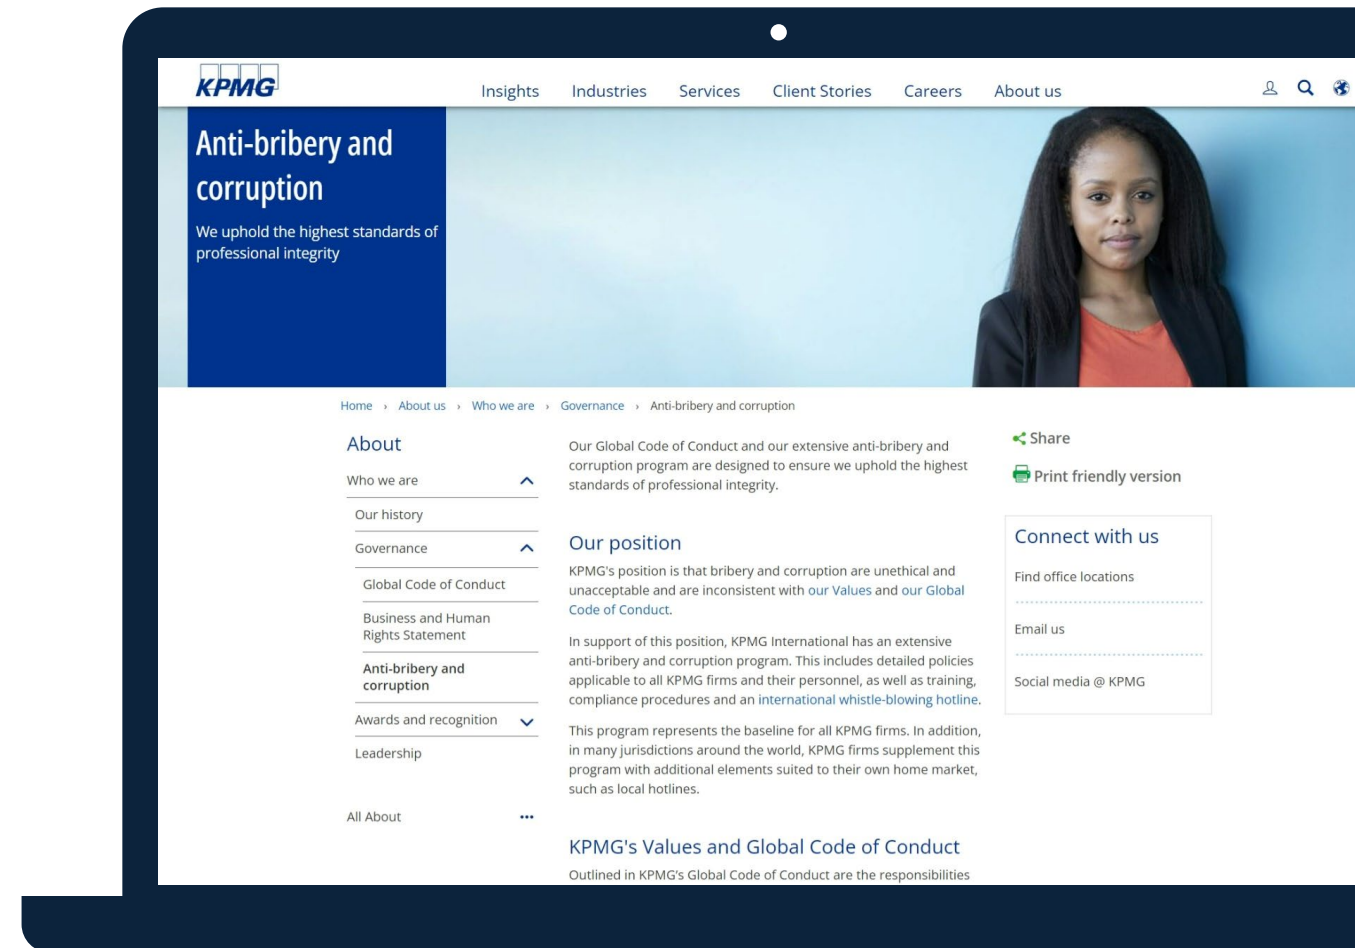 KPMG
Insights
Industries
Services
Client Stories
Careers
About us
Anti-bribery and
corruption
We uphold the highest standards of
professional integrity
Home › About us › Who we are › Governance › Anti-bribery and corruption
About
Who we are
Our history
Governance
Global Code of Conduct
Business and Human
Rights Statement
Anti-bribery and
corruption
Awards and recognition
Leadership
All About
Our Global Code of Conduct and our extensive anti-bribery and
corruption program are designed to ensure we uphold the highest
standards of professional integrity.
Our position
KPMG's position is that bribery and corruption are unethical and
unacceptable and are inconsistent with our Values and our Global
Code of Conduct.
In support of this position, KPMG International has an extensive
anti-bribery and corruption program. This includes detailed policies
applicable to all KPMG firms and their personnel, as well as training,
compliance procedures and an international whistle-blowing hotline.
This program represents the baseline for all KPMG firms. In addition,
in many jurisdictions around the world, KPMG firms supplement this
program with additional elements suited to their own home market,
such as local hotlines.
KPMG's Values and Global Code of Conduct
Outlined in KPMG's Global Code of Conduct are the responsibilities
Share
Print friendly version
Connect with us
Find office locations
Email us
Social media @ KPMG